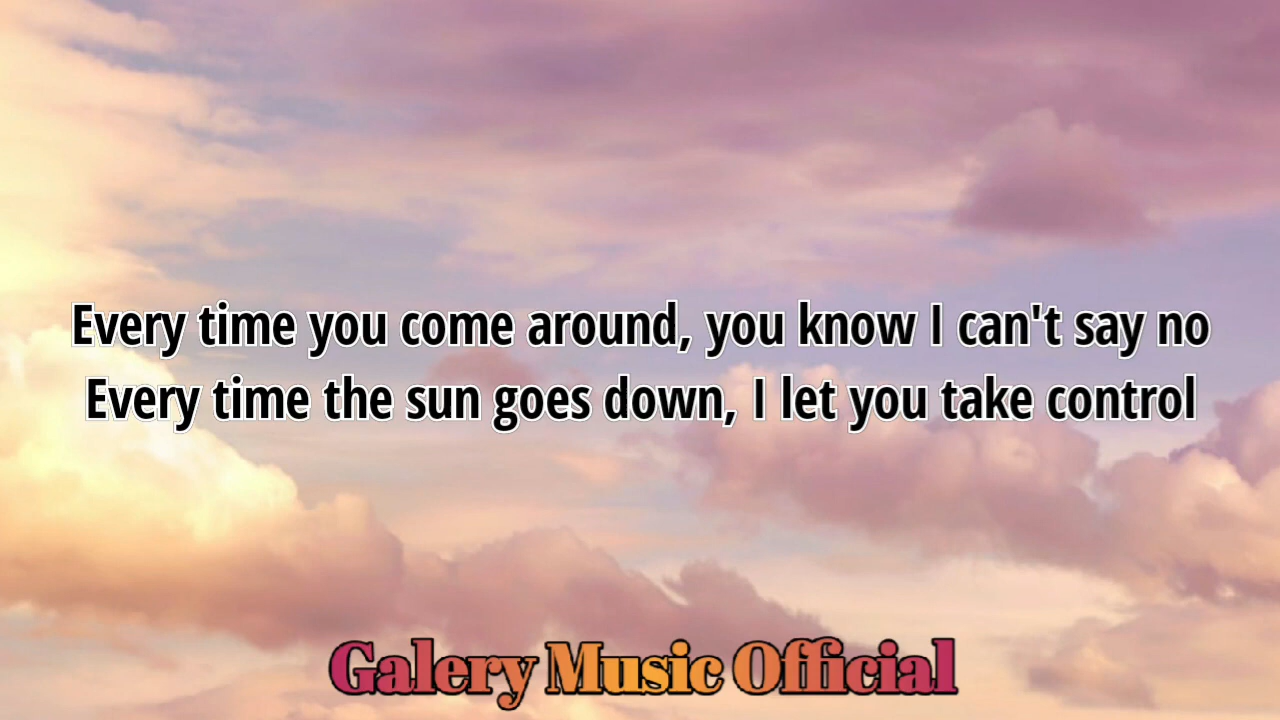 Every time you come around, you know I can't say no
Every time the sun goes down, I let you take control
Galery Music Official